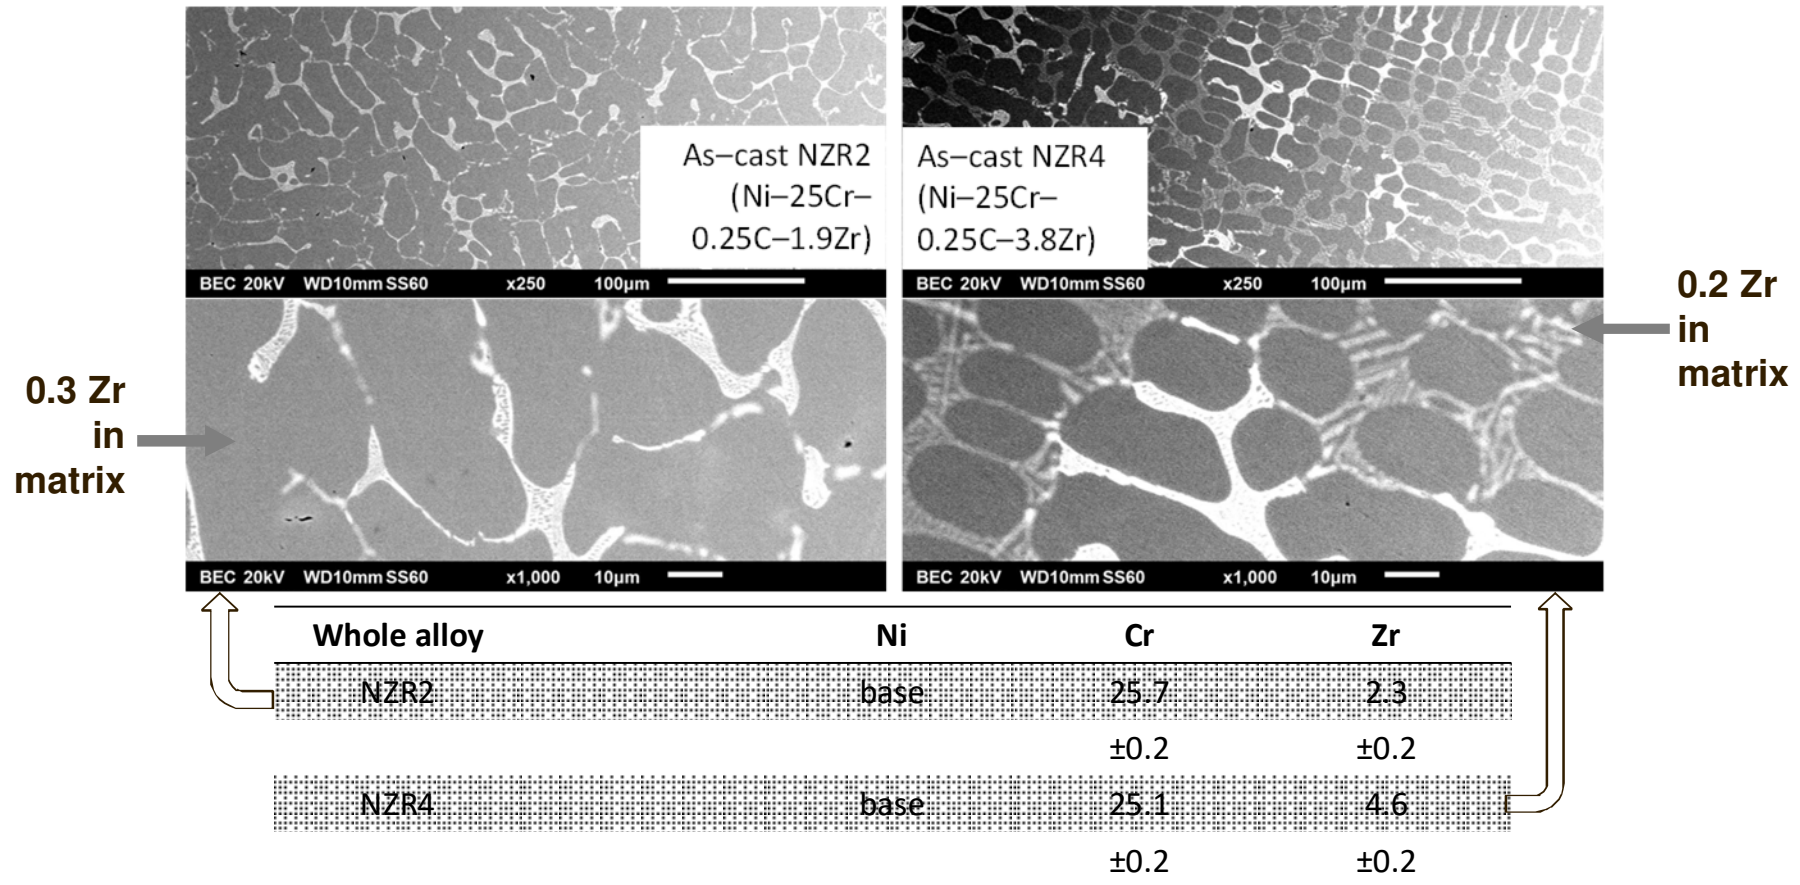 As–cast NZR2
(Ni–25Cr–
0.25C–1.9Zr)
BEC 20kV WD10mm SS60 x250 100µm
As–cast NZR4
(Ni–25Cr–
0.25C–3.8Zr)
BEC 20kV WD10mm SS60 x250 100µm
0.3 Zr
in
matrix
BEC 20kV WD10mm SS60 x1,000 10µm
BEC 20kV WD10mm SS60 x1,000 10µm
0.2 Zr
in
matrix
Whole alloy Ni Cr Zr
NZR2 base 25.7 2.3
±0.2 ±0.2
NZR4 base 25.1 4.6
±0.2 ±0.2